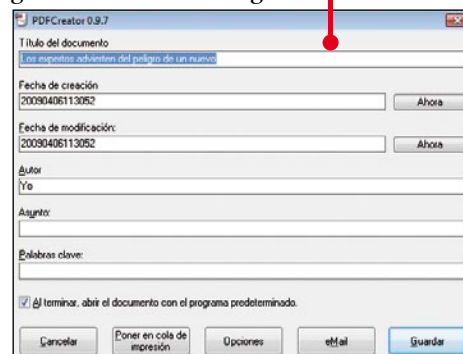 PDFCreator 0.9.7
Título del documento
Los expertos advierten del peligro de un nuevo
Fecha de creación
20090406113052
Ahora
Fecha de modificación:
20090406113052
Ahora
Autor
Yo
Asunto:
Palabras clave:
Al terminar, abrir el documento con el programa predeterminado.
Cancelar
Poner en cola de
impresión
Opciones
eMail
Guardar